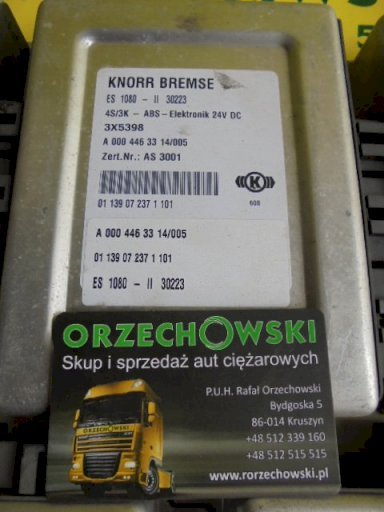 KNORR BREMSE
ES 1080 - II 30223
4S/3K - ABS - Elektronik 24V DC
3X5398
A 000 446 33 14/005
Zert.Nr.: AS 3001
K
01 139 07 237 1 101
608
A 000 446 33 14/005
01 139 07 237 1 101
ES 1080 - II 30223
ORZECHOWSKI
Skup i sprzedaż aut ciężarowych
P.U.H. Rafał Orzechowski
Bydgoska 5
86-014 Kruszyn
+48 512 339 160
+48 512 515 515
www.rorzechowski.pl
ORZECHOWSKI